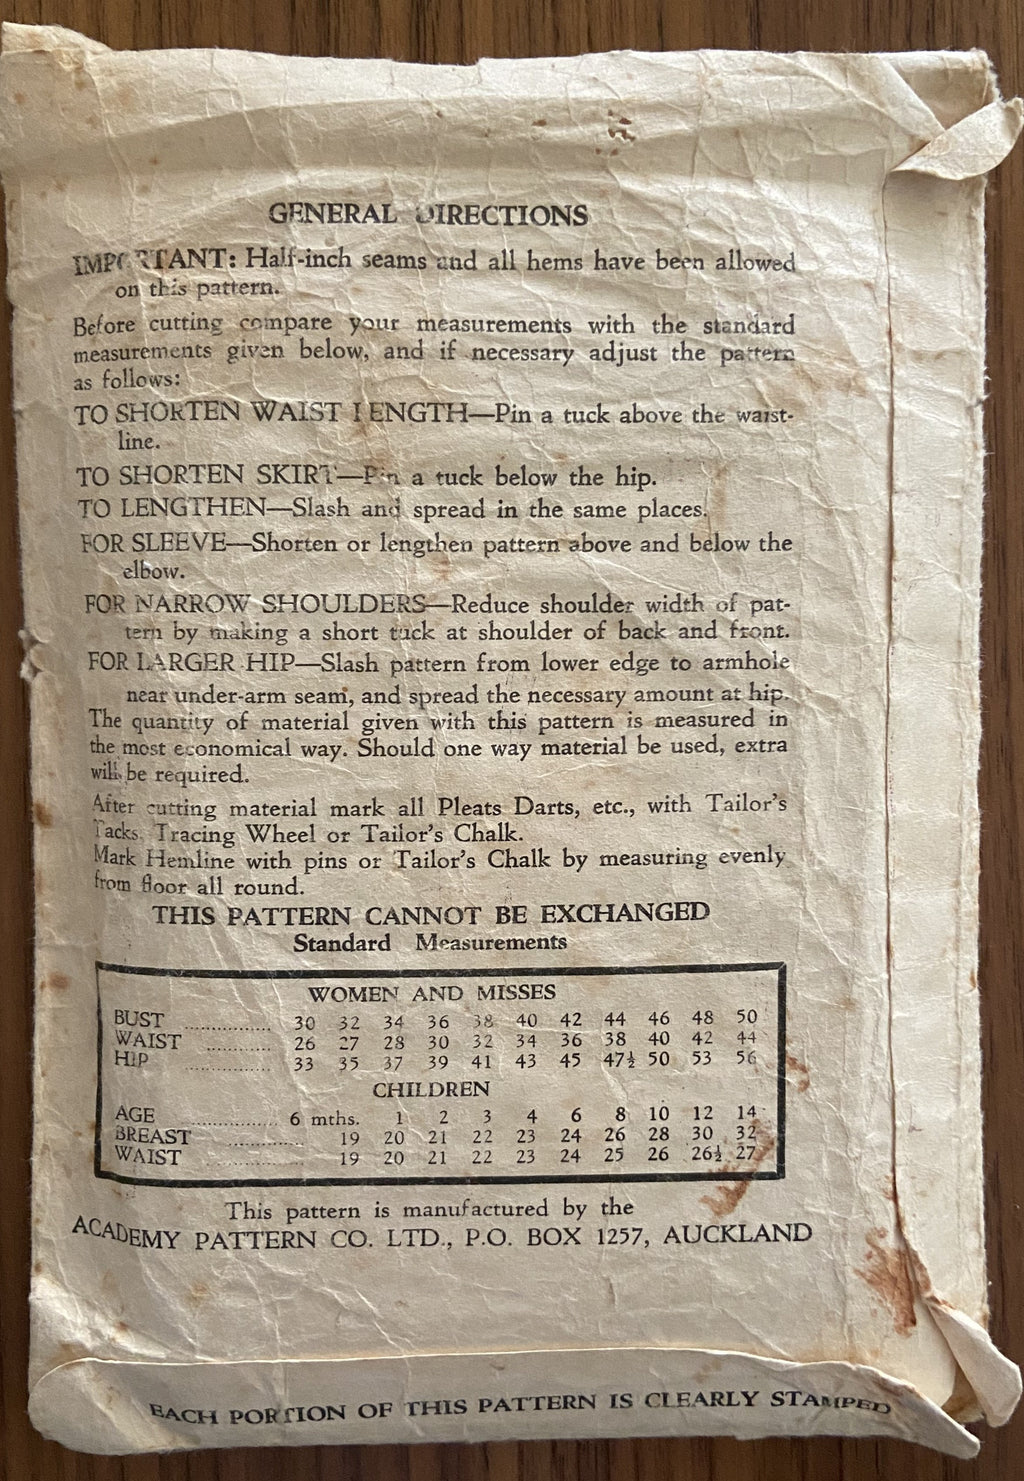 GENERAL DIRECTIONS
IMPORTANT: Half-inch seams and all hems have been allowed
on this pattern.
Before cutting compare your measurements with the standard
measurements given below, and if necessary adjust the pattern
as follows:
TO SHORTEN WAIST LENGTH—Pin a tuck above the waist-
line.
TO SHORTEN SKIRT—Pin a tuck below the hip.
TO LENGTHEN—Slash and spread in the same places.
FOR SLEEVE—Shorten or lengthen pattern above and below the
elbow.
FOR NARROW SHOULDERS—Reduce shoulder width of pat-
tern by making a short tuck at shoulder of back and front.
FOR LARGER HIP—Slash pattern from lower edge to armhole
near under-arm seam, and spread the necessary amount at hip.
The quantity of material given with this pattern is measured in
the most economical way. Should one way material be used, extra
will be required.
After cutting material mark all Pleats Darts, etc., with Tailor's
Tacks, Tracing Wheel or Tailor's Chalk.
Mark Hemline with pins or Tailor's Chalk by measuring evenly
from floor all round.
THIS PATTERN CANNOT BE EXCHANGED
Standard Measurements
WOMEN AND MISSES
BUST ............... 30 32 34 36 38 40 42 44 46 48 50
WAIST ........... 26 27 28 30 32 34 36 38 40 42 44
HIP ............... 33 35 37 39 41 43 45 47½ 50 53 56
CHILDREN
AGE ............... 6 mths. 1 2 3 4 6 8 10 12 14
BREAST ............. 19 20 21 22 23 24 26 28 30 32
WAIST ................ 19 20 21 22 23 24 25 26 26½ 27
This pattern is manufactured by the
ACADEMY PATTERN CO. LTD., P.O. BOX 1257, AUCKLAND
EACH PORTION OF THIS PATTERN IS CLEARLY STAMPED